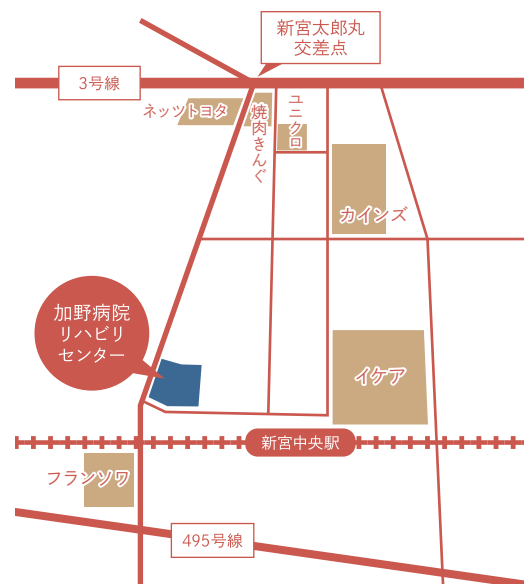 新宮太郎丸
交差点
3号線
ネッツトヨタ
焼肉きんぐ
ユニクロ
カインズ
加野病院
リハビリ
センター
イケア
新宮中央駅
フランソワ
495号線